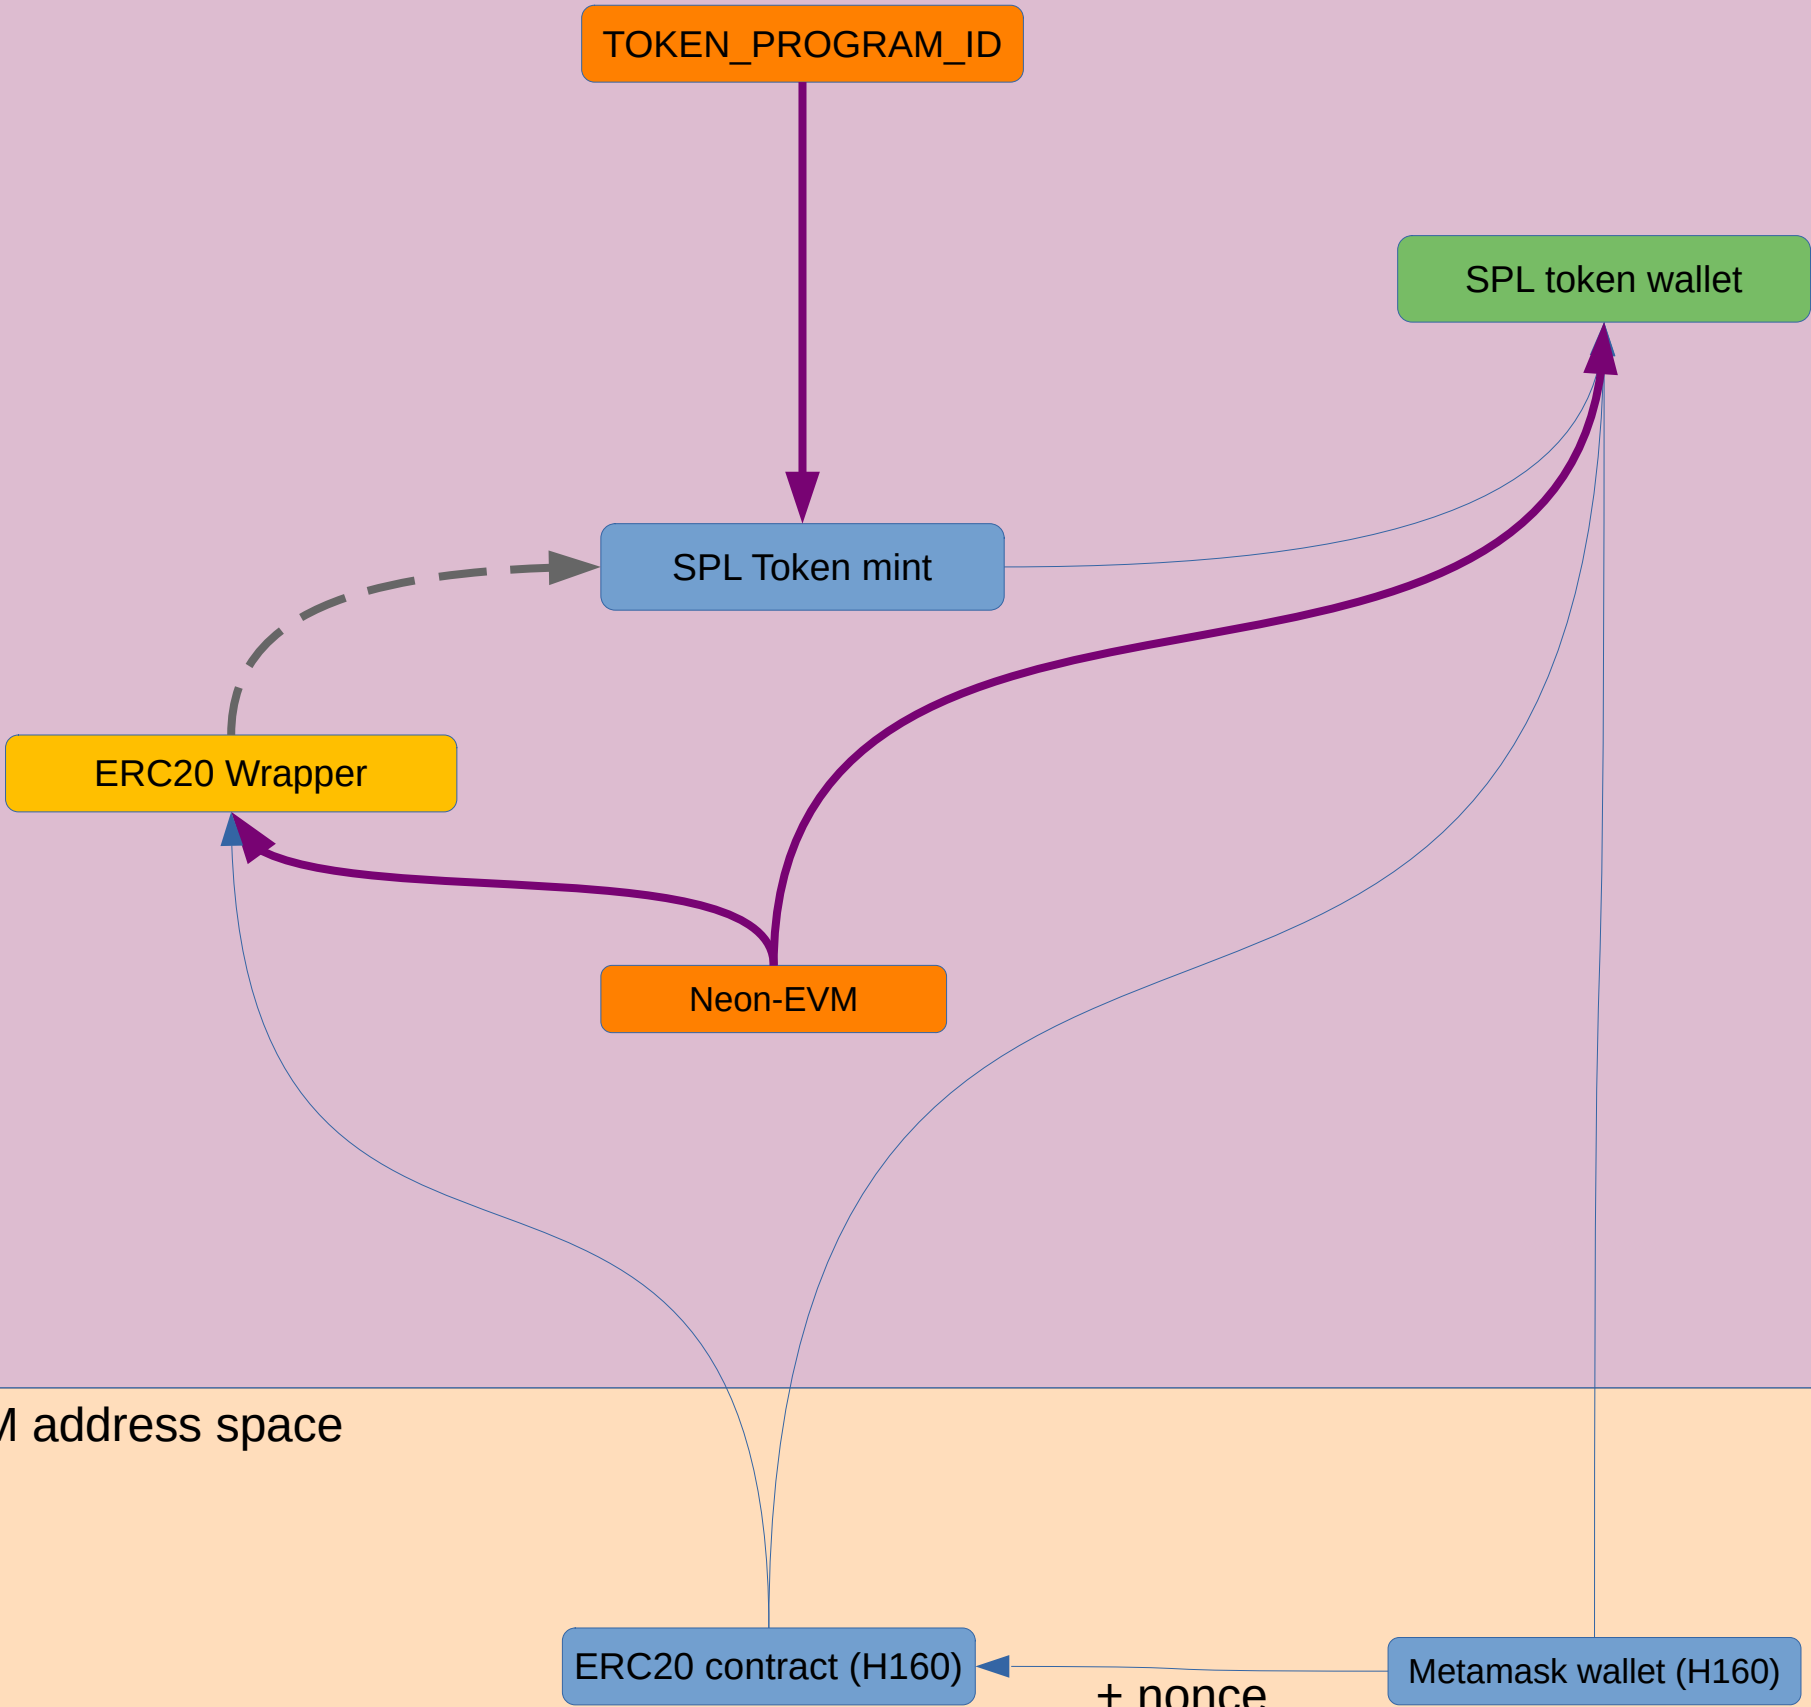 TOKEN_PROGRAM_ID
SPL token wallet
SPL Token mint
ERC20 Wrapper
Neon-EVM
M address space
ERC20 contract (H160)
Metamask wallet (H160)
+ nonce